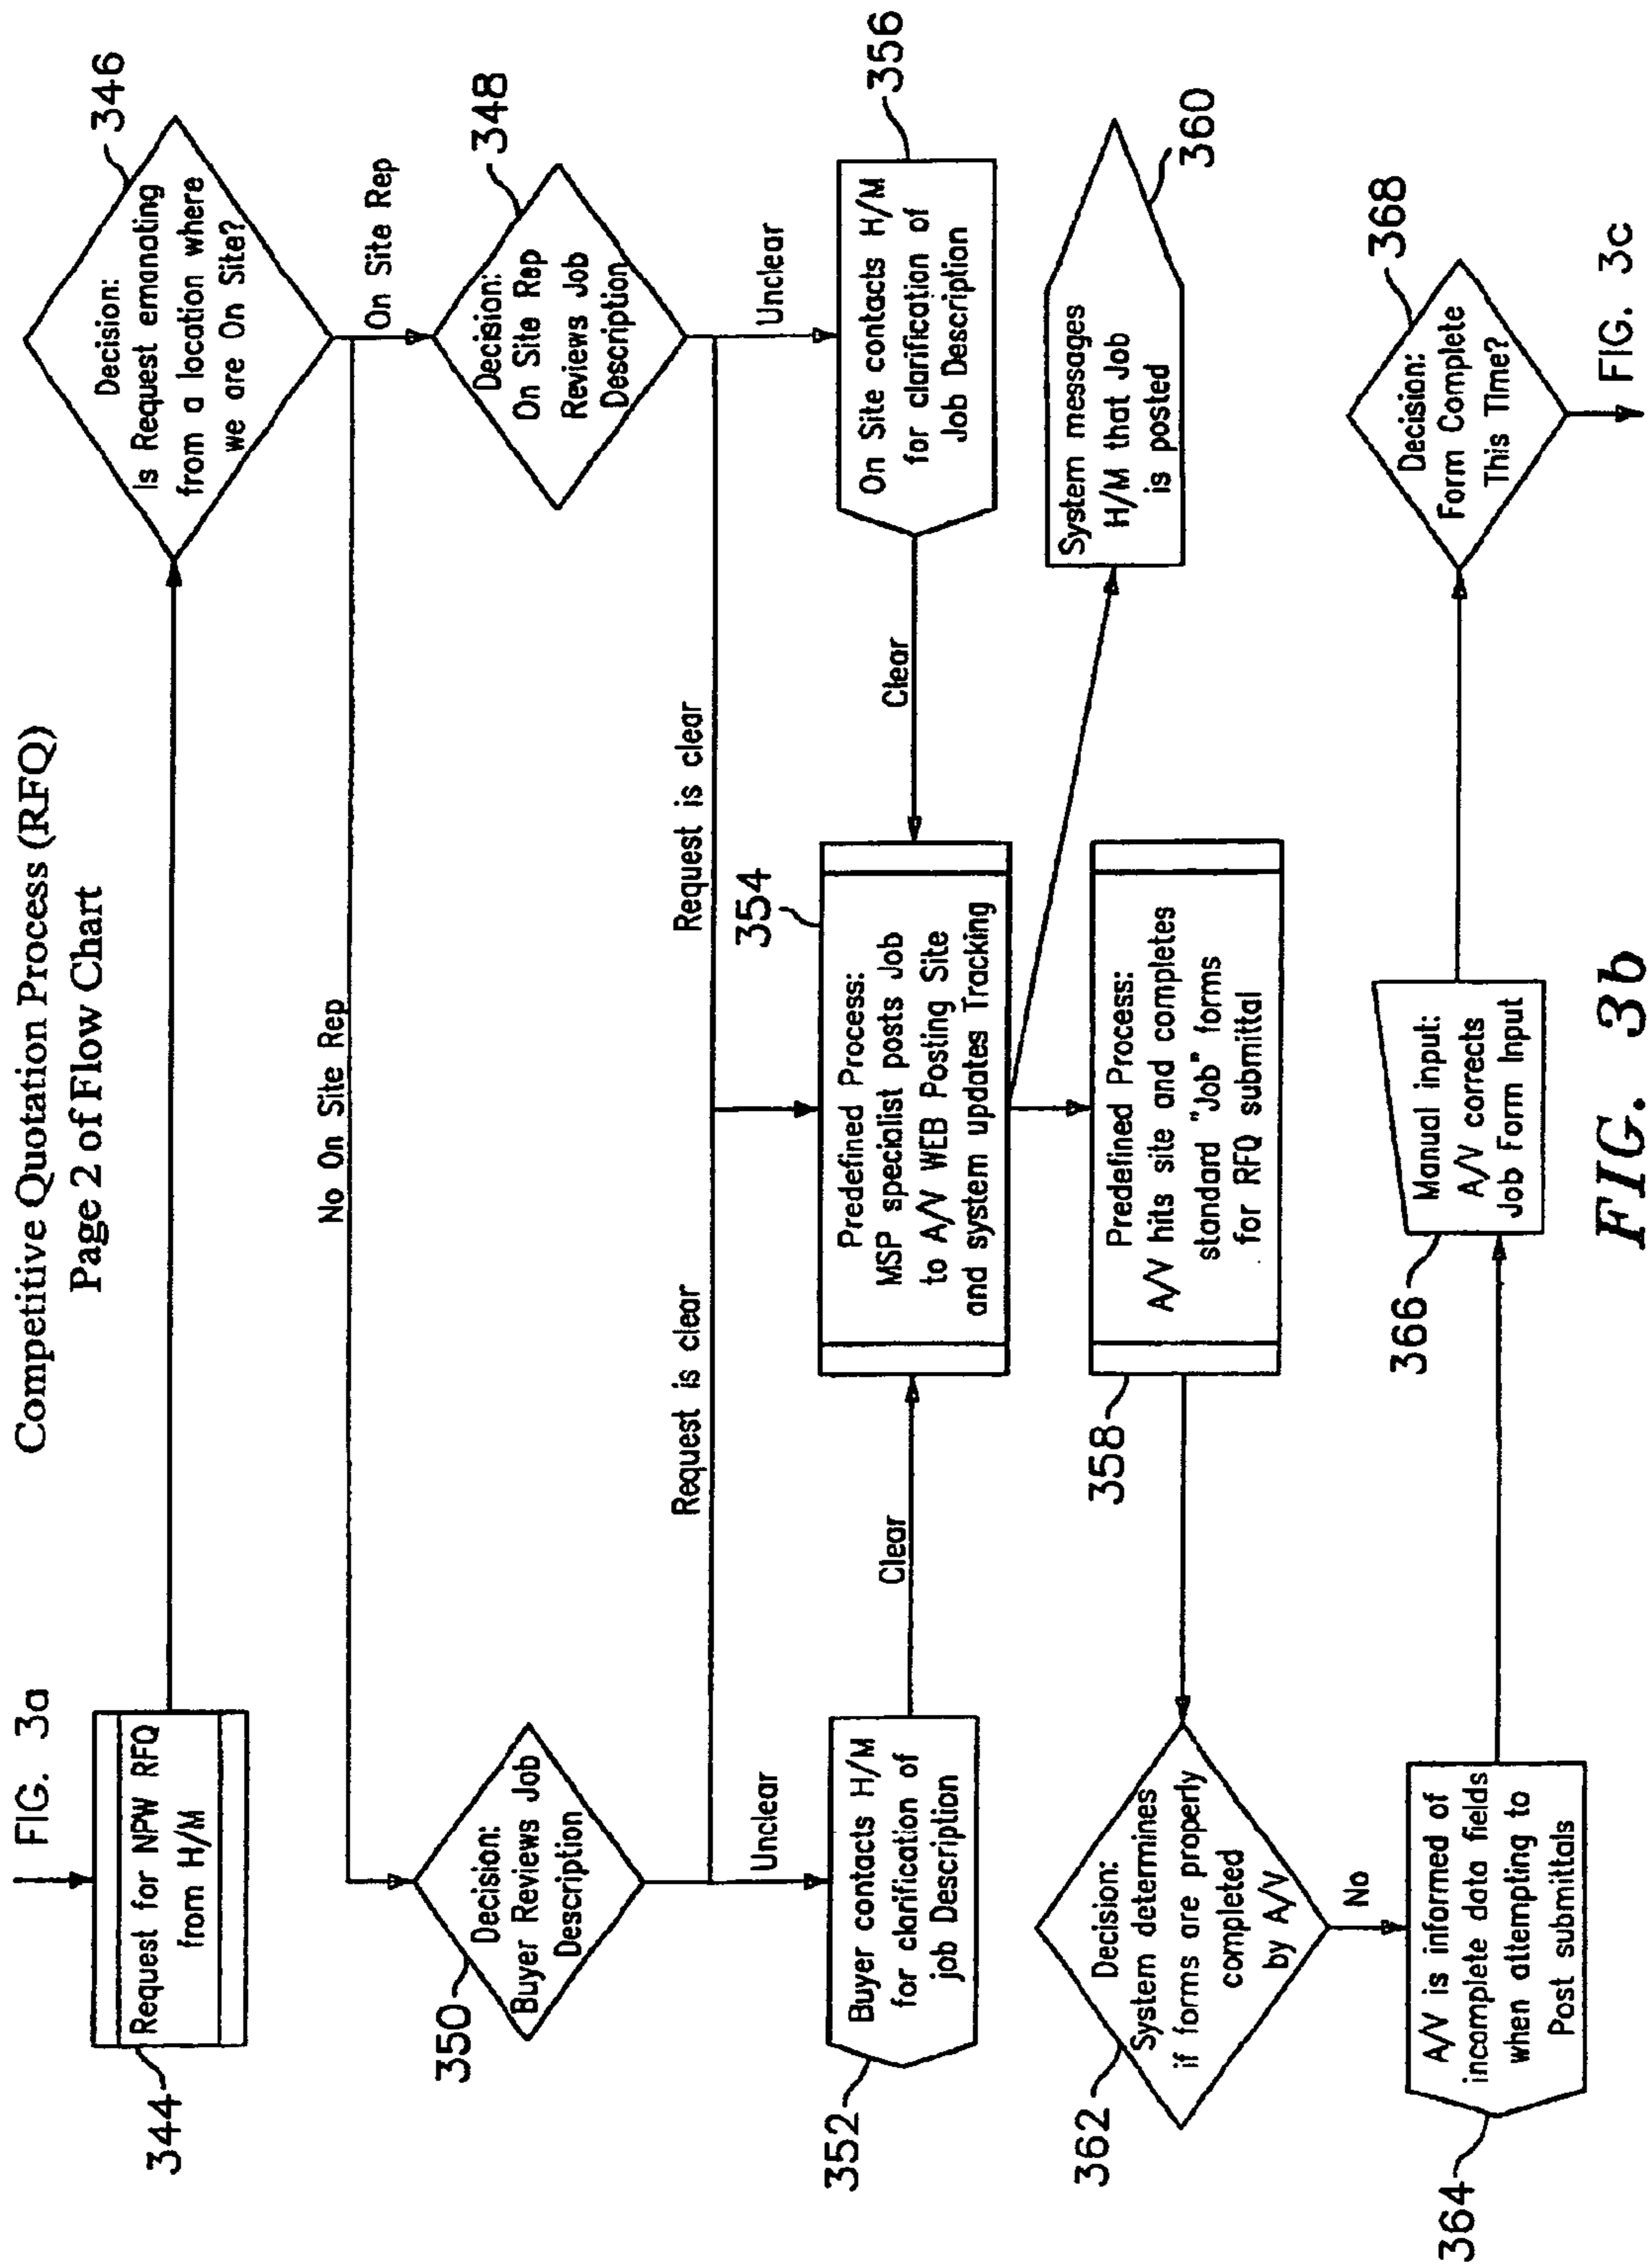 Competitive Quotation Process (RFQ)
Page 2 of Flow Chart
FIG. 3a
Request for NPW RFQ
from H/M
344
Decision:
Is Request emanating
from a location where
we are On Site?
346
No On Site Rep
On Site Rep
Decision:
Buyer Reviews Job
Description
350
Decision:
On Site Rep
Reviews Job
Description
348
Request is clear
Request is clear
Unclear
Unclear
Buyer contacts H/M
for clarification of
job Description
352
Clear
354
Predefined Process:
MSP specialist posts Job
to A/V WEB Posting Site
and system updates Tracking
Clear
On Site contacts H/M
for clarification of
Job Description
356
System messages
H/M that Job
is posted
360
Predefined Process:
A/V hits site and completes
standard "Job" forms
for RFQ submittal
358
Decision:
System determines
if forms are properly
completed
by A/V
362
No
A/V is informed of
incomplete data fields
when attempting to
Post submittals
364
Manual input:
A/V corrects
Job Form Input
366
Decision:
Form Complete
This Time?
368
FIG. 3c
FIG. 3b